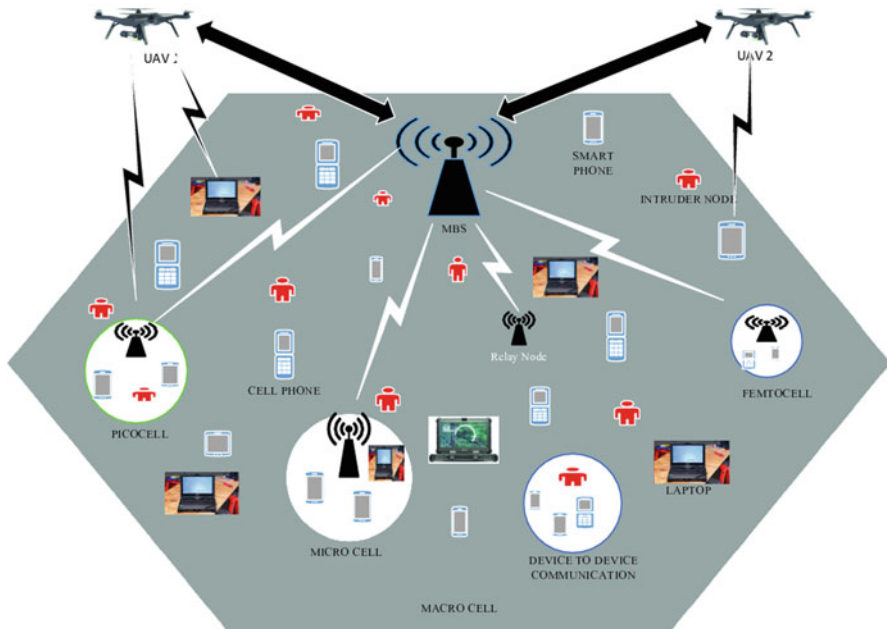 UAV 1
UAV 2
SMART
PHONE
INTRUDER NODE
MBS
Relay Node
CELL PHONE
FEMTOCELL
PICOCELL
LAPTOP
MICRO CELL
DEVICE TO DEVICE
COMMUNICATION
MACRO CELL